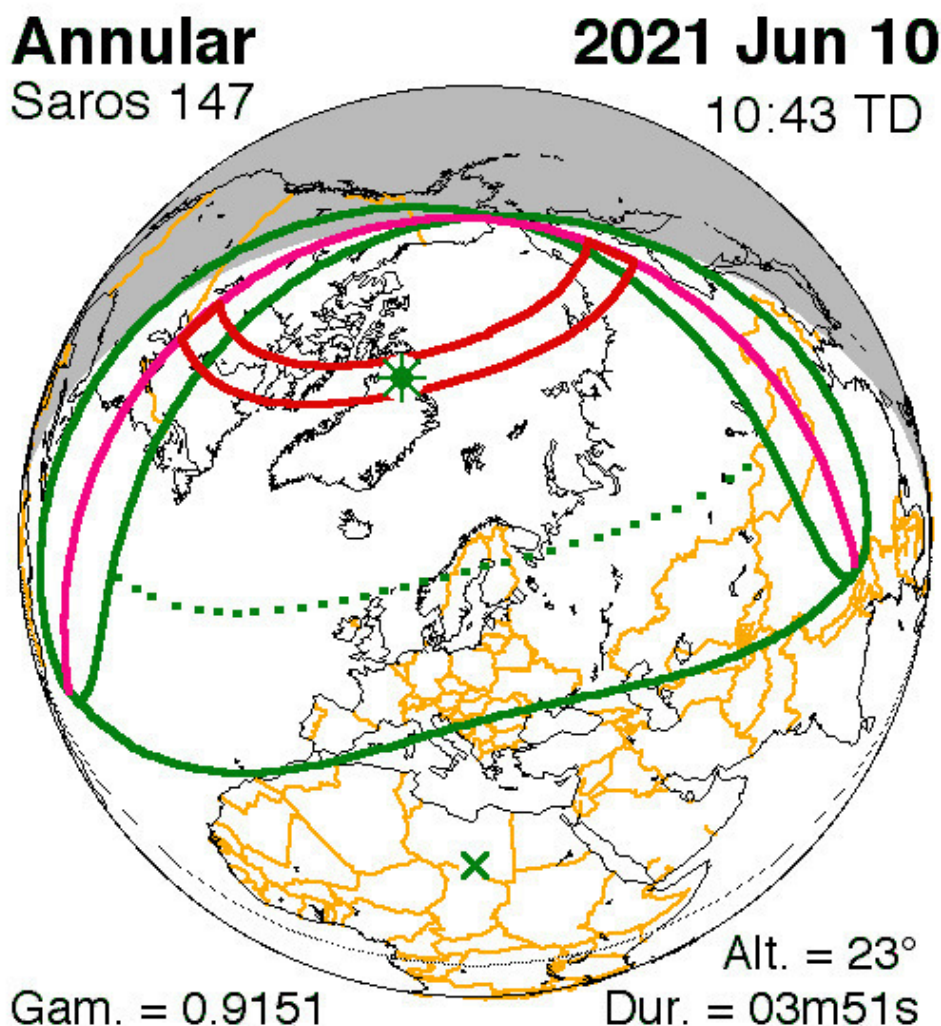 Annular
2021 Jun 10
Saros 147
10:43 TD
Alt. = 23°
Gam. = 0.9151
Dur. = 03m51s